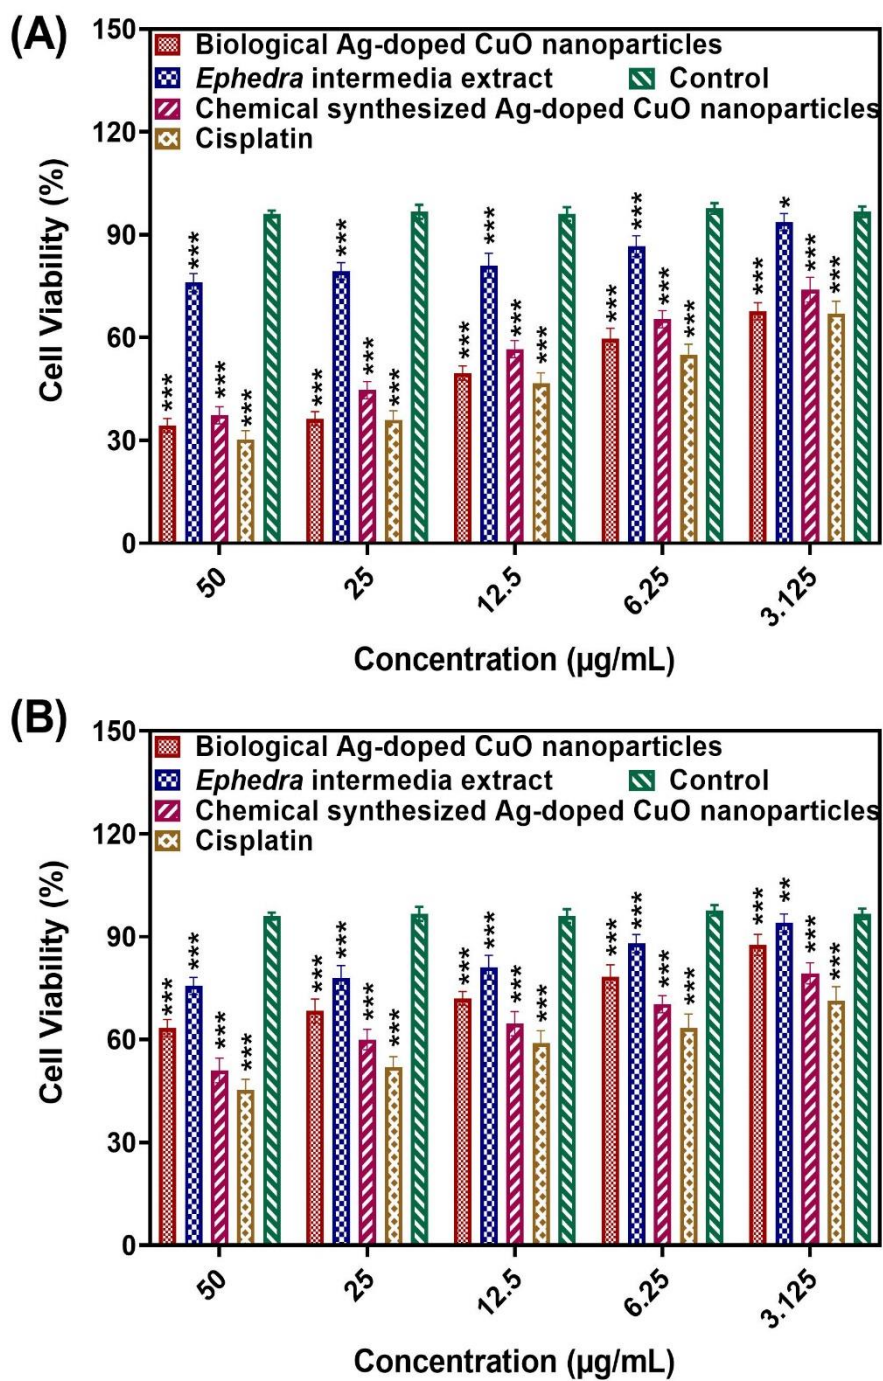 (A)
150
120
90
60
30
0
Cell Viability (%)
Biological Ag-doped CuO nanoparticles
Ephedra intermedia extract Control
Chemical synthesized Ag-doped CuO nanoparticles
Cisplatin
*** *** *** ***
*** *** *** ***
*** *** *** ***
*** *** *** ***
*** * *** ***
50 25 12.5 6.25 3.125
Concentration (µg/mL)
(B)
150
120
90
60
30
0
Cell Viability (%)
Biological Ag-doped CuO nanoparticles
Ephedra intermedia extract Control
Chemical synthesized Ag-doped CuO nanoparticles
Cisplatin
*** *** *** ***
*** *** *** ***
*** *** *** ***
*** *** *** ***
*** ** *** ***
50 25 12.5 6.25 3.125
Concentration (µg/mL)